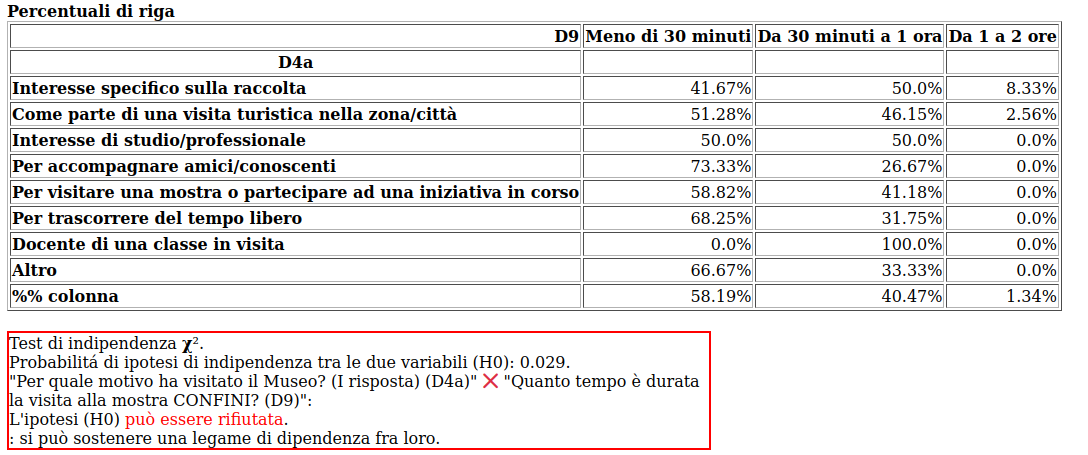 Percentuali di riga
D9 Meno di 30 minuti Da 30 minuti a 1 ora Da 1 a 2 ore
D4a
Interesse specifico sulla raccolta 41.67% 50.0% 8.33%
Come parte di una visita turistica nella zona/città 51.28% 46.15% 2.56%
Interesse di studio/professionale 50.0% 50.0% 0.0%
Per accompagnare amici/conoscenti 73.33% 26.67% 0.0%
Per visitare una mostra o partecipare ad una iniziativa in corso 58.82% 41.18% 0.0%
Per trascorrere del tempo libero 68.25% 31.75% 0.0%
Docente di una classe in visita 0.0% 100.0% 0.0%
Altro 66.67% 33.33% 0.0%
%% colonna 58.19% 40.47% 1.34%
Test di indipendenza χ².
Probabilitá di ipotesi di indipendenza tra le due variabili (H0): 0.029.
"Per quale motivo ha visitato il Museo? (I risposta) (D4a)" ❌ "Quanto tempo è durata
la visita alla mostra CONFINI? (D9)":
L'ipotesi (H0) può essere rifiutata.
: si può sostenere una legame di dipendenza fra loro.